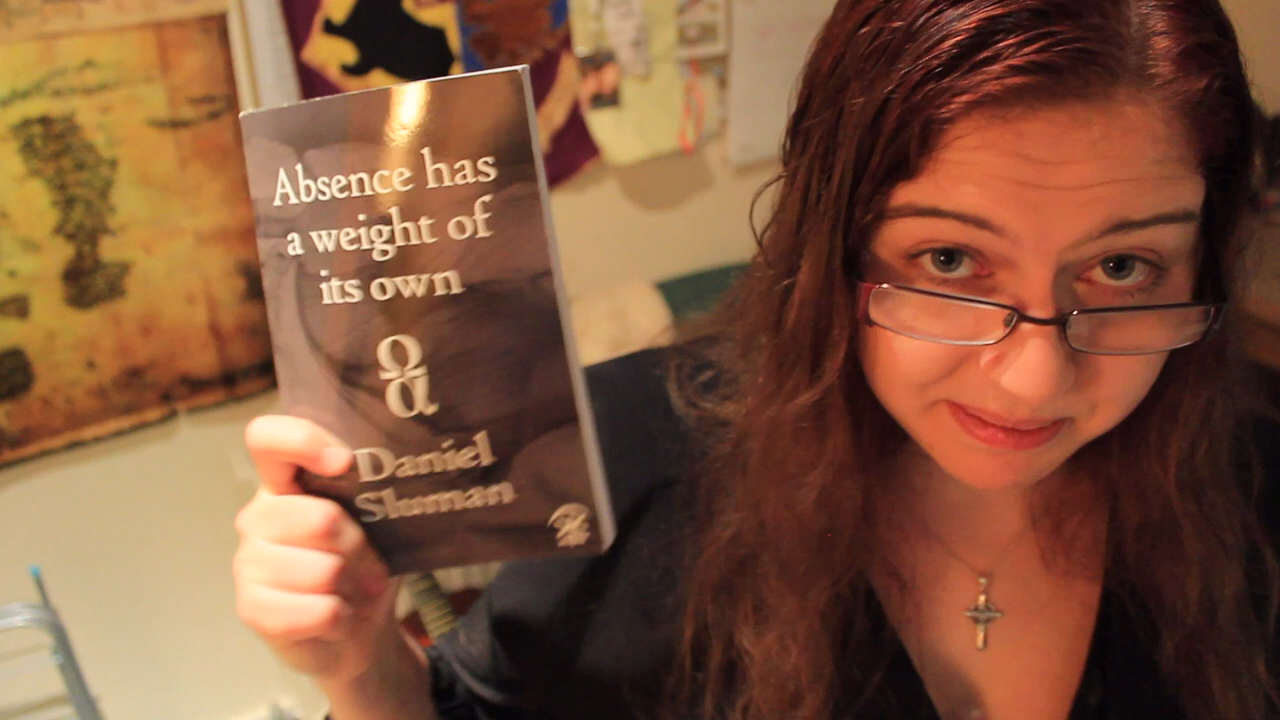 Absence has
a weight of
its own
Ω
α
Daniel
Sluman